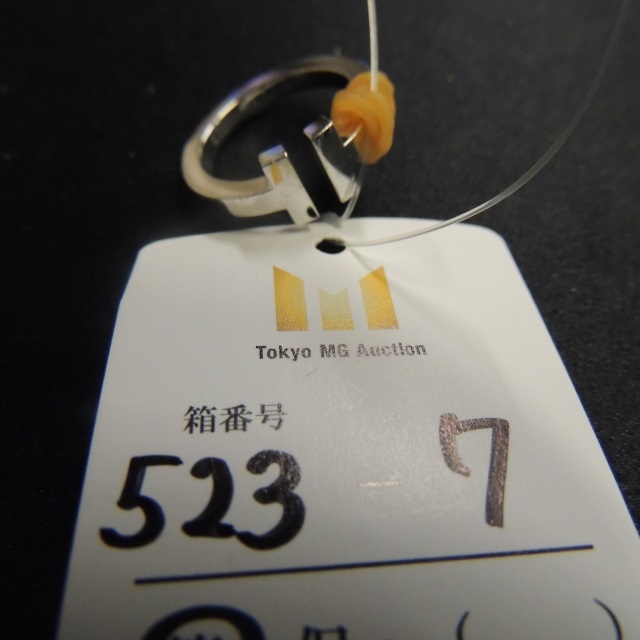 Tokyo MG Auction
箱番号
523 - 7